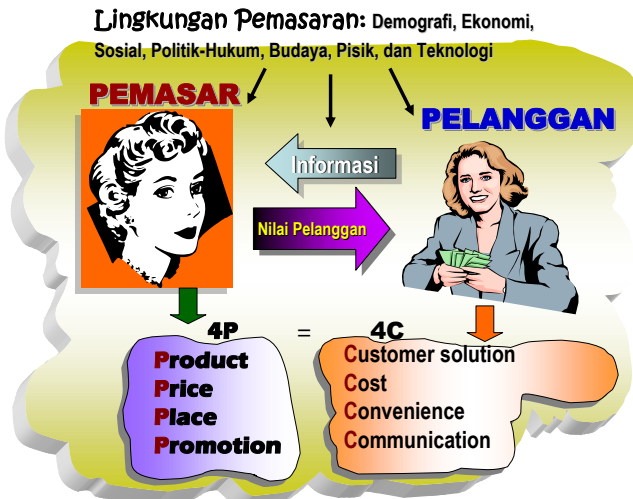 Lingkungan Pemasaran: Demografi, Ekonomi,
Sosial, Politik-Hukum, Budaya, Pisik, dan Teknologi
PEMASAR
PELANGGAN
Informasi
Nilai Pelanggan
4P = 4C
Product
Price
Place
Promotion
Customer solution
Cost
Convenience
Communication